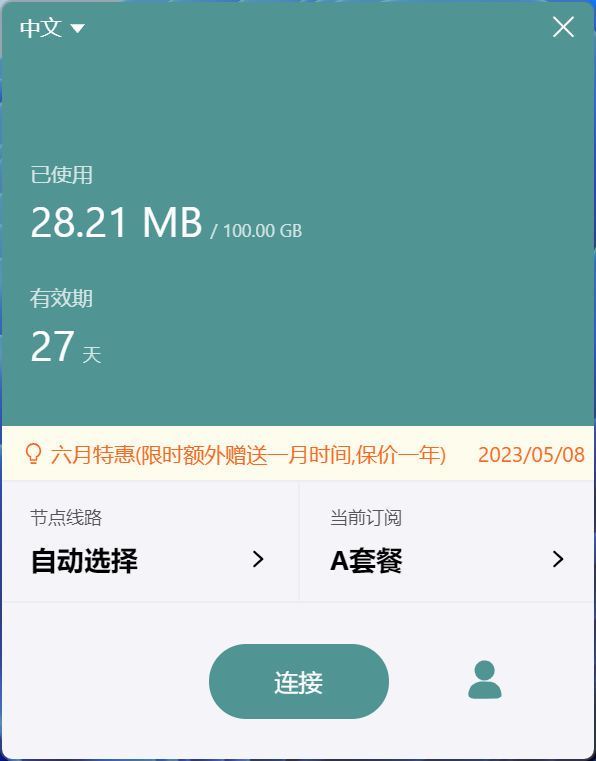 中文
已使用
28.21 MB / 100.00 GB
有效期
27 天
六月特惠(限时额外赠送一月时间,保价一年) 2023/05/08
节点线路
自动选择
当前订阅
A套餐
连接